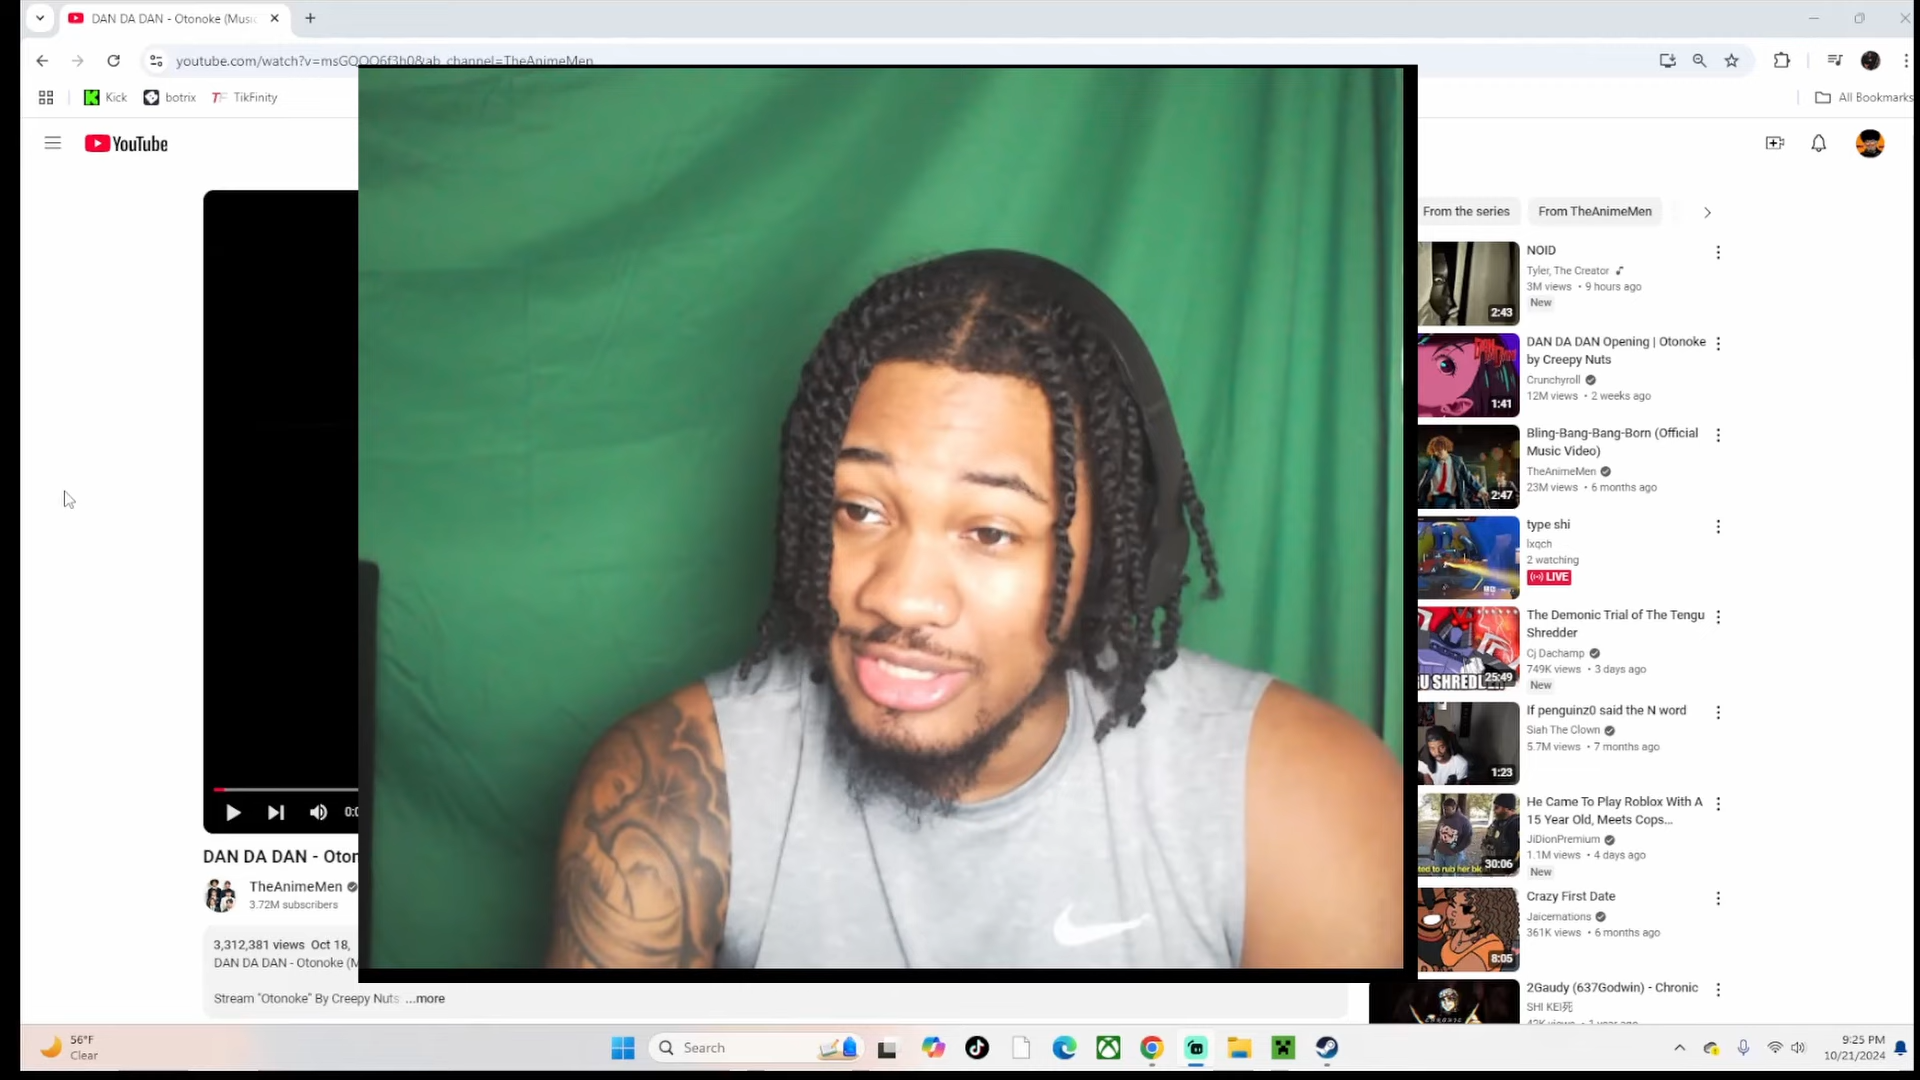 DAN DA DAN - Otonoke (Musi
youtube.com/watch?v=msGQQO6f3h0&ab_channel=TheAnimeMen
Kick
botrix
TikFinity
All Bookmarks
YouTube
From the series
From TheAnimeMen
NOID
Tyler, The Creator
3M views • 9 hours ago
New
2:43
DAN DA DAN Opening | Otonoke
by Creepy Nuts
Crunchyroll
12M views • 2 weeks ago
1:41
Bling-Bang-Bang-Born (Official
Music Video)
TheAnimeMen
23M views • 6 months ago
2:47
type shi
lxqch
2 watching
LIVE
The Demonic Trial of The Tengu
Shredder
Cj Dachamp
749K views • 3 days ago
New
U SHREDD
25:49
If penguinz0 said the N word
Siah The Clown
5.7M views • 7 months ago
1:23
He Came To Play Roblox With A
15 Year Old, Meets Cops...
JiDionPremium
1.1M views • 4 days ago
New
30:06
Crazy First Date
Jaicernations
361K views • 6 months ago
8:05
2Gaudy (637Godwin) - Chronic
SHI KEI死
DAN DA DAN - Oton
TheAnimeMen
3.72M subscribers
3,312,381 views Oct 18,
DAN DA DAN - Otonoke (M
Stream "Otonoke" By Creepy Nuts: ...more
56°F
Clear
Search
9:25 PM
10/21/2024